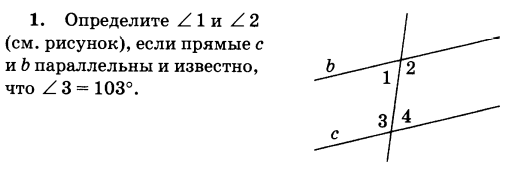 1. Определите ∠1 и ∠2
(см. рисунок), если прямые c
и b параллельны и известно,
что ∠3 = 103°.
b
1 2
3 4
c